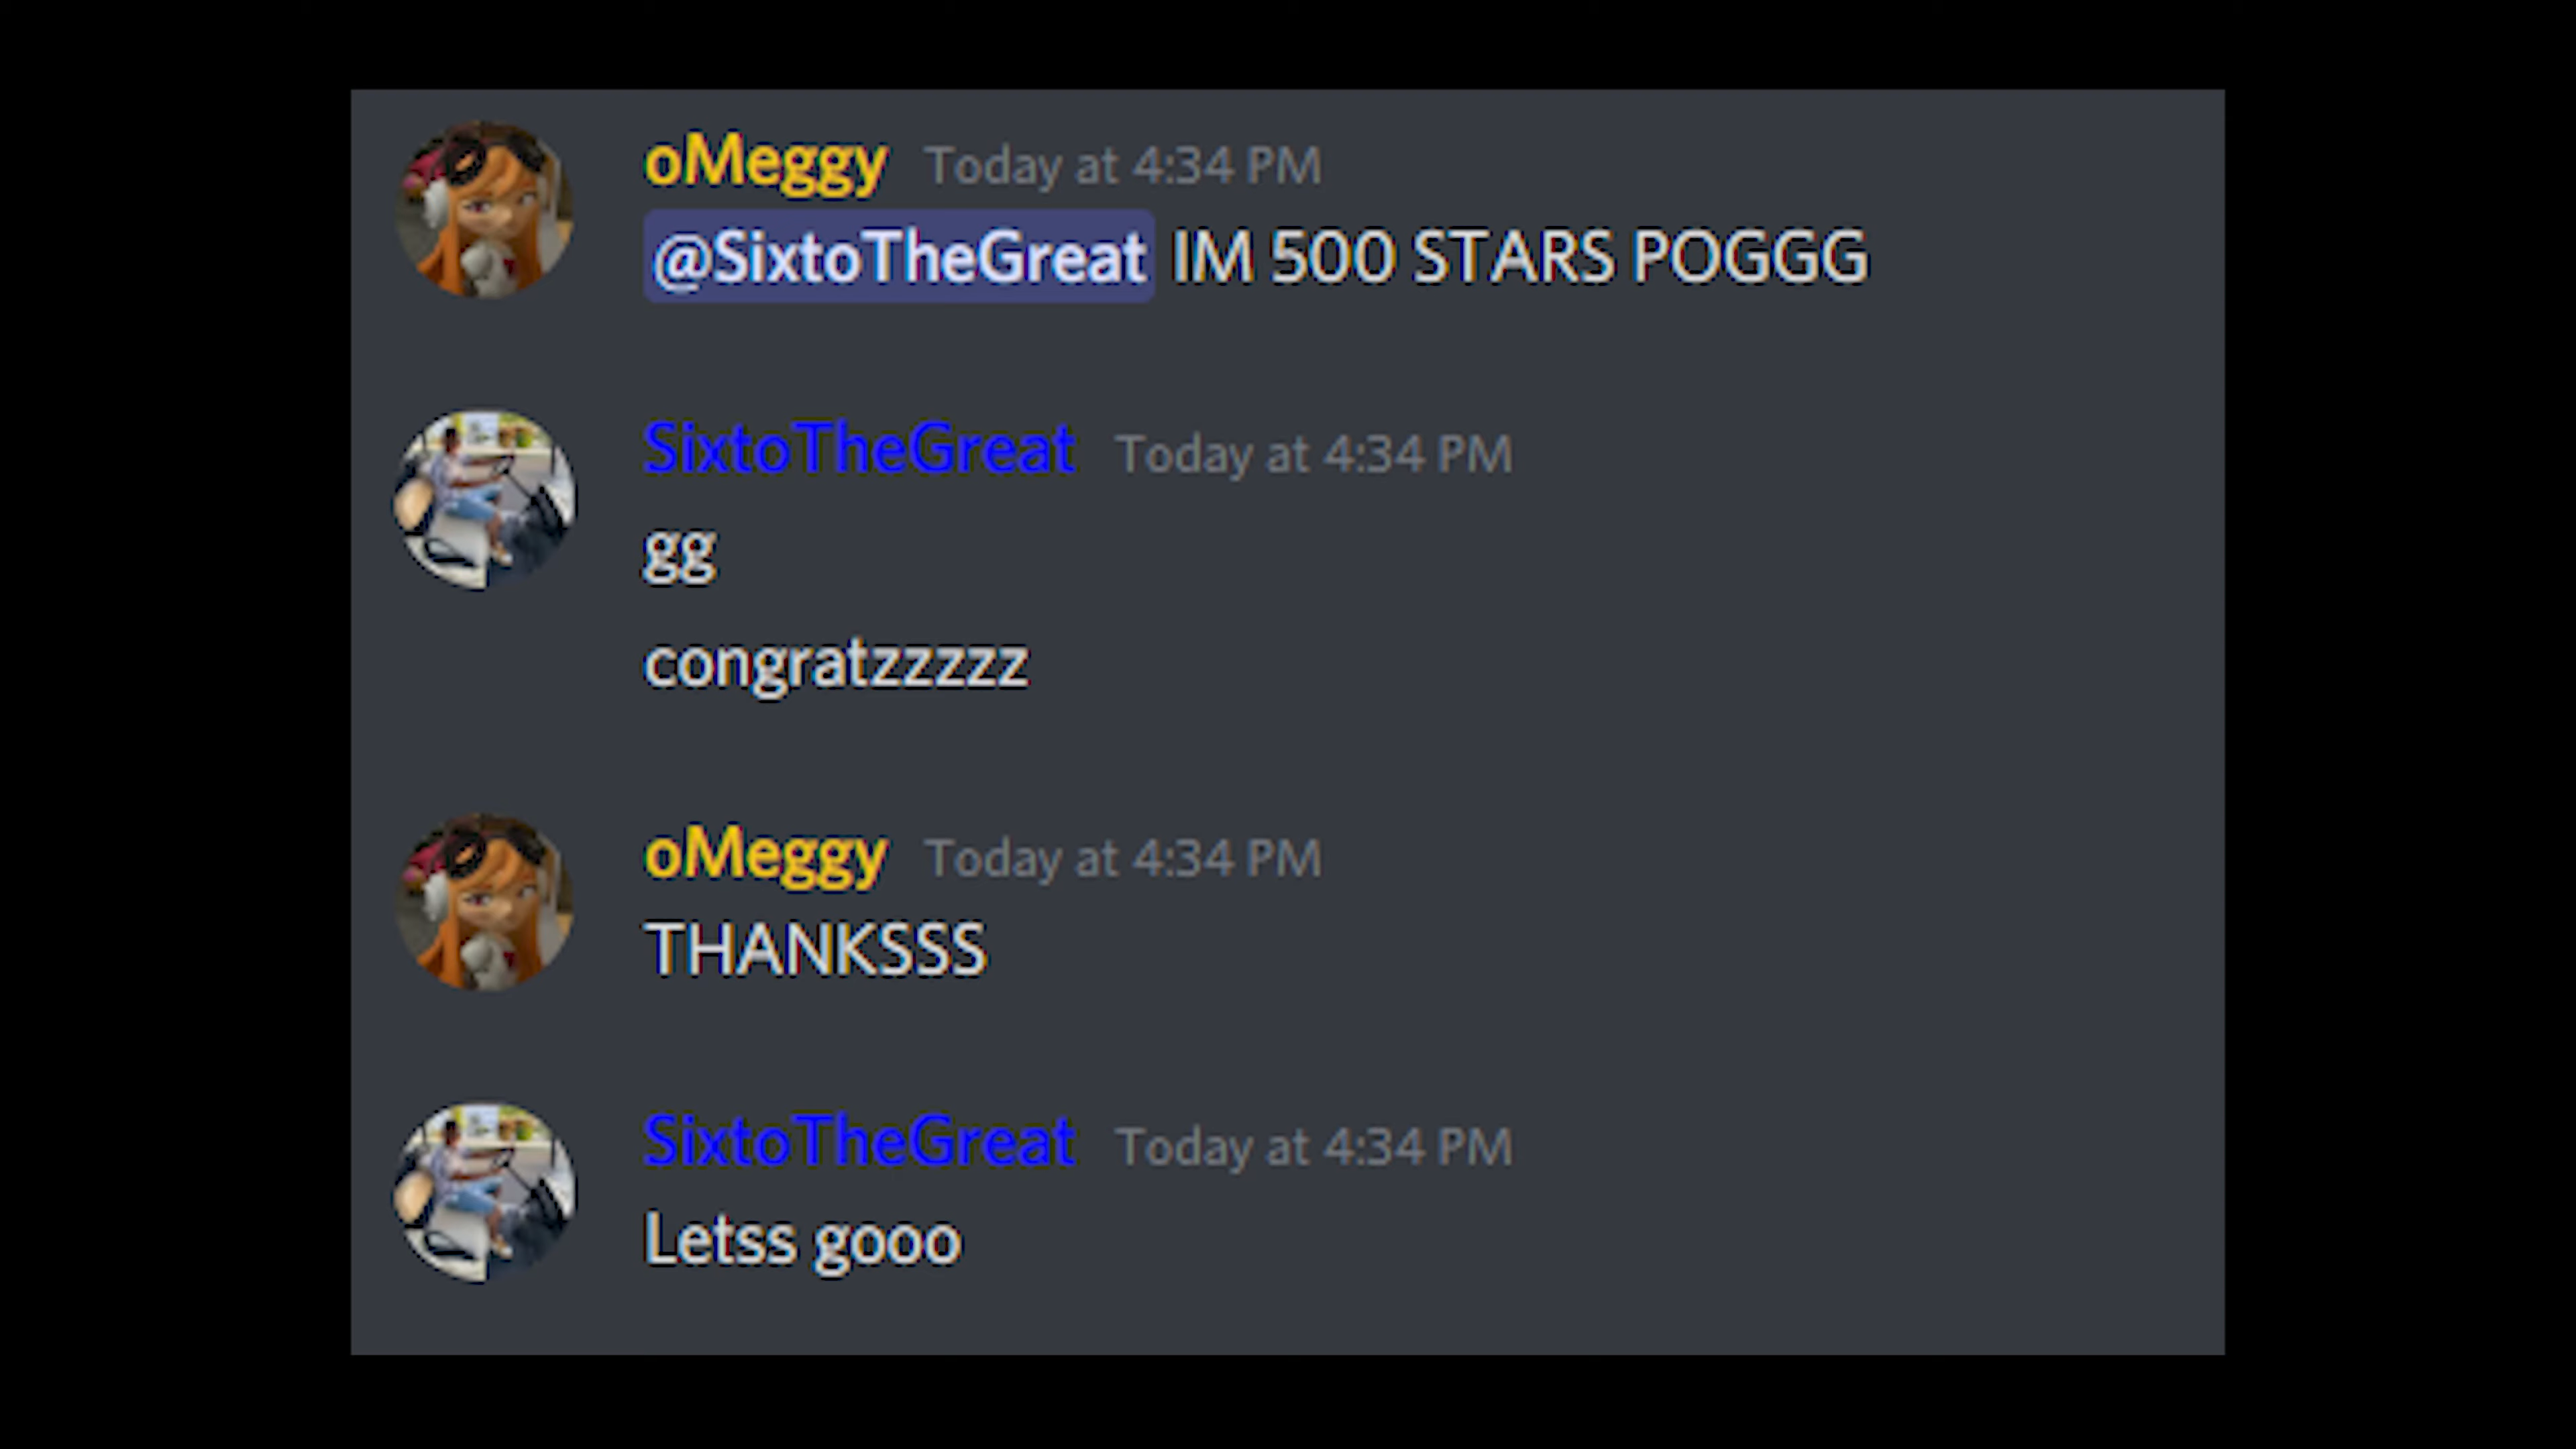 oMeggy Today at 4:34 PM
@SixtoTheGreat IM 500 STARS POGGG
SixtoTheGreat Today at 4:34 PM
gg
congratzzzzz
oMeggy Today at 4:34 PM
THANKSSS
SixtoTheGreat Today at 4:34 PM
Letss gooo